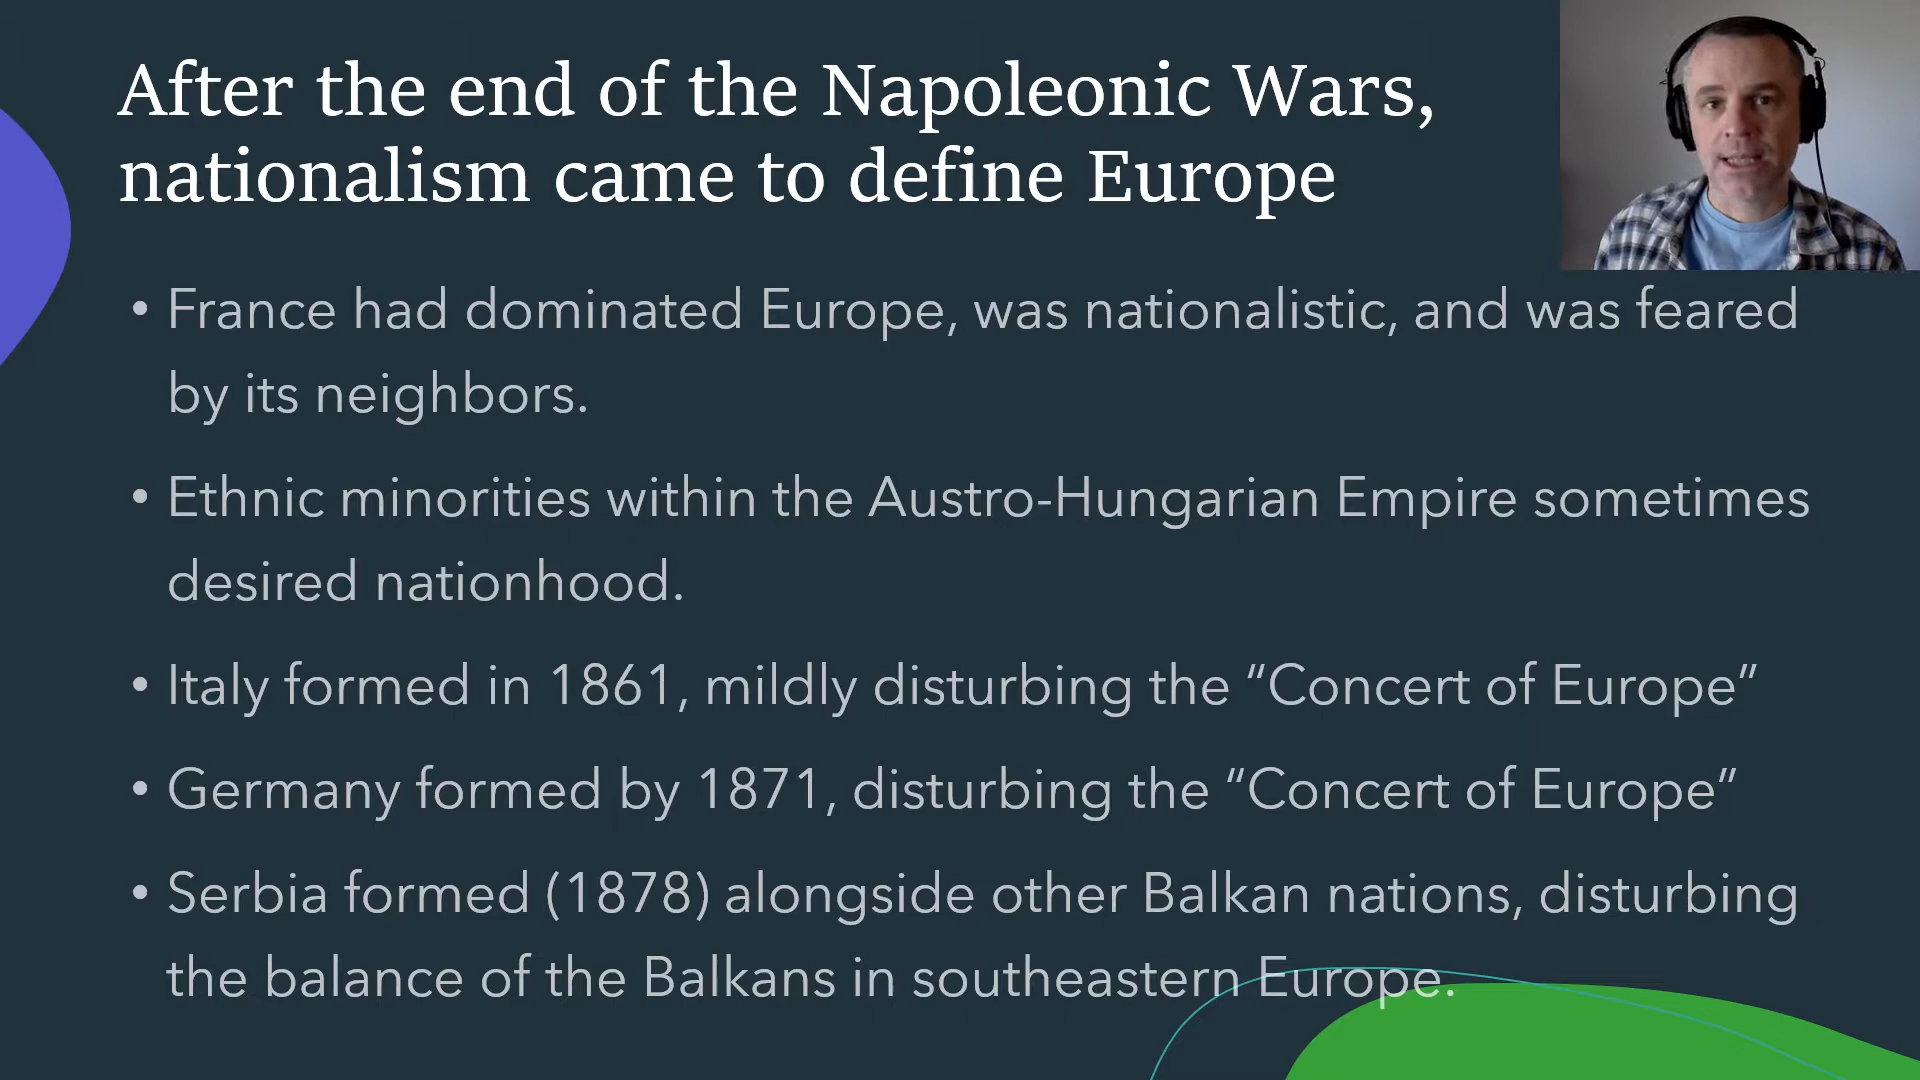 After the end of the Napoleonic Wars,
nationalism came to define Europe
• France had dominated Europe, was nationalistic, and was feared
by its neighbors.
• Ethnic minorities within the Austro-Hungarian Empire sometimes
desired nationhood.
• Italy formed in 1861, mildly disturbing the “Concert of Europe”
• Germany formed by 1871, disturbing the “Concert of Europe”
• Serbia formed (1878) alongside other Balkan nations, disturbing
the balance of the Balkans in southeastern Europe.